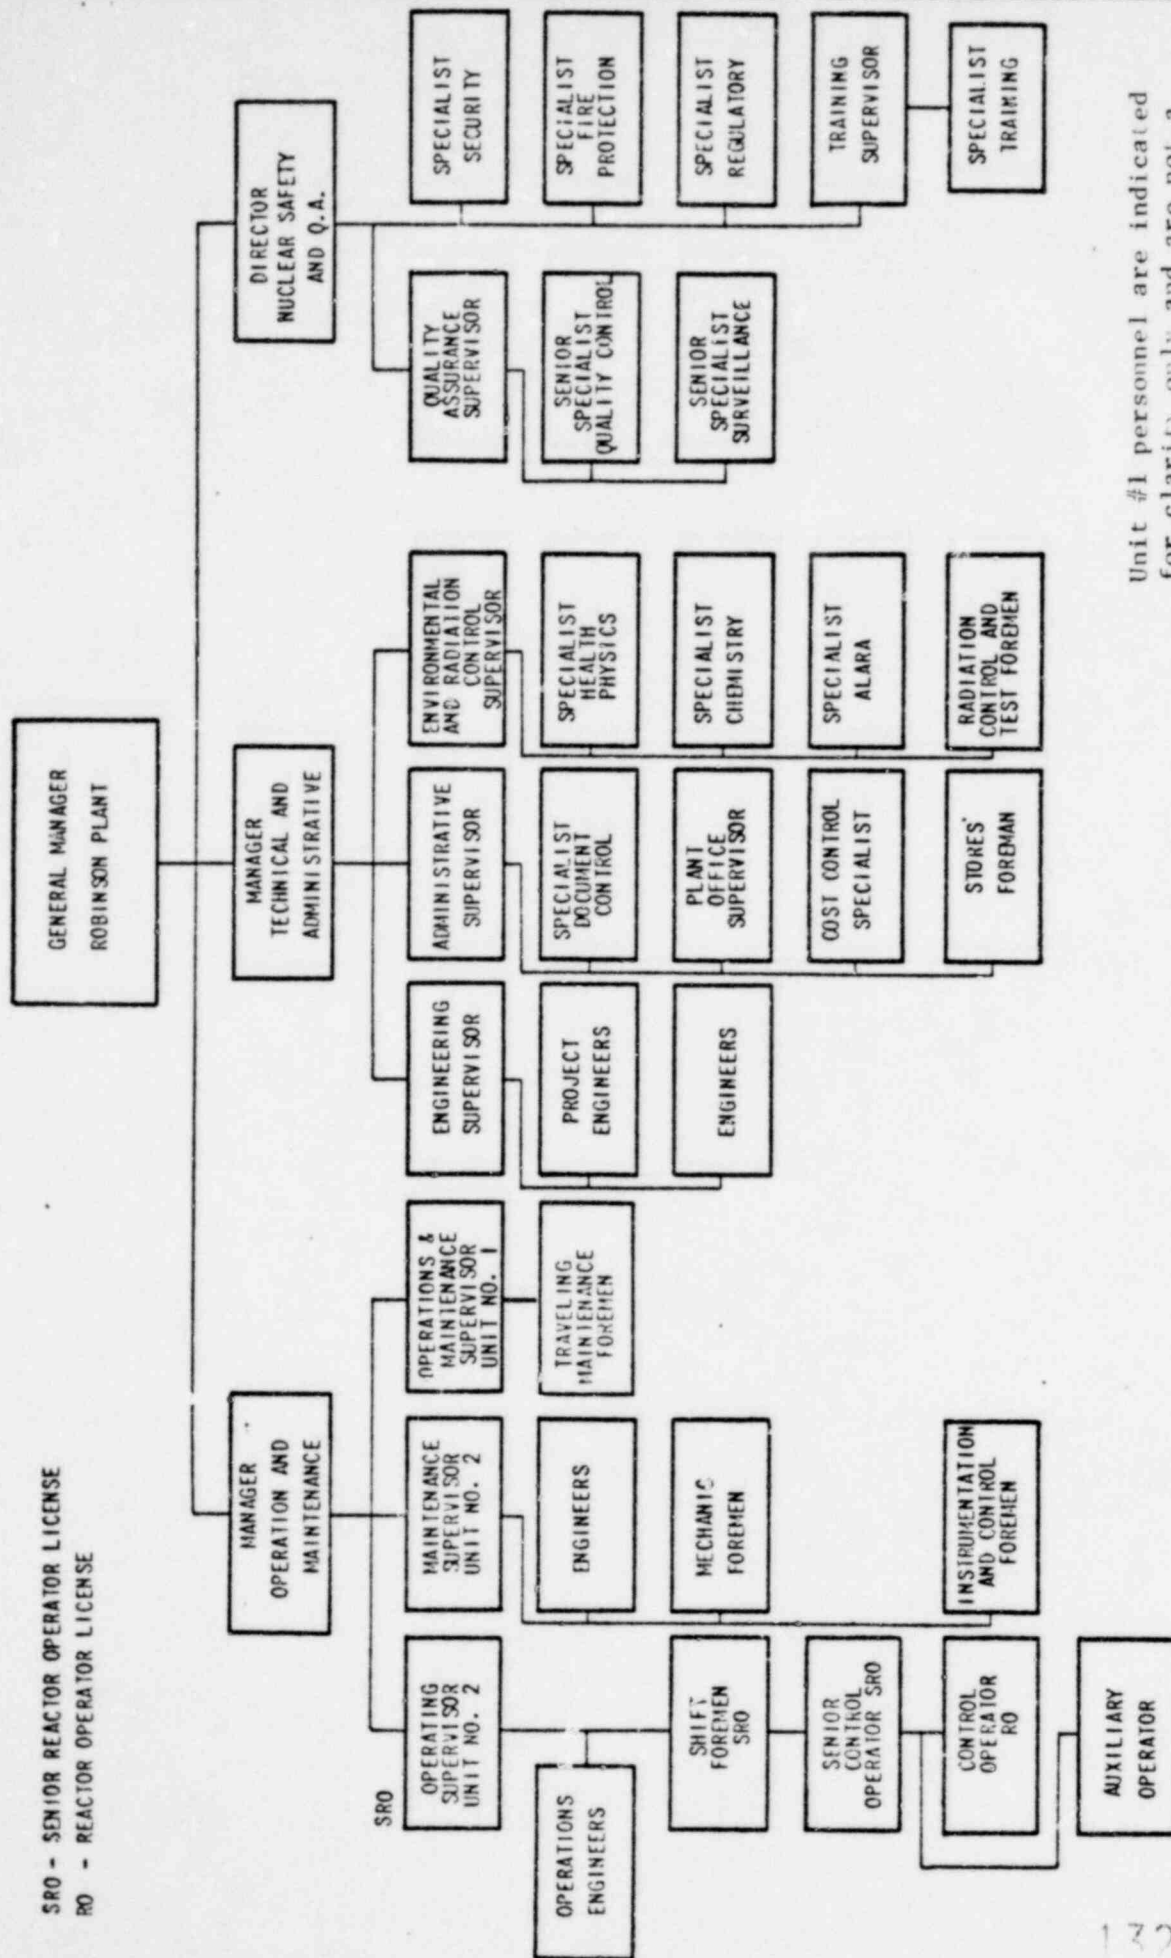 SRO - SENIOR REACTOR OPERATOR LICENSE
RO - REACTOR OPERATOR LICENSE
GENERAL MANAGER
ROBINSON PLANT
MANAGER
OPERATION AND
MAINTENANCE
MANAGER
TECHNICAL AND
ADMINISTRATIVE
DIRECTOR
NUCLEAR SAFETY
AND Q.A.
SRO
OPERATING
SUPERVISOR
UNIT NO. 2
MAINTENANCE
SUPERVISOR
UNIT NO. 2
OPERATIONS &
MAINTENANCE
SUPERVISOR
UNIT NO. 1
ENGINEERING
SUPERVISOR
ADMINISTRATIVE
SUPERVISOR
ENVIRONMENTAL
AND RADIATION
CONTROL
SUPERVISOR
QUALITY
ASSURANCE
SUPERVISOR
SPECIALIST
SECURITY
OPERATIONS
ENGINEERS
ENGINEERS
TRAVELING
MAINTENANCE
FOREMEN
PROJECT
ENGINEERS
SPECIALIST
DOCUMENT
CONTROL
SPECIALIST
HEALTH
PHYSICS
SENIOR
SPECIALIST
QUALITY CONTROL
SPECIALIST
FIRE
PROTECTION
SHIFT
FOREMEN
SRO
MECHANIC
FOREMEN
ENGINEERS
PLANT
OFFICE
SUPERVISOR
SPECIALIST
CHEMISTRY
SENIOR
SPECIALIST
SURVEILLANCE
SPECIALIST
REGULATORY
SENIOR
CONTROL
OPERATOR SRO
COST CONTROL
SPECIALIST
SPECIALIST
ALARA
TRAINING
SUPERVISOR
CONTROL
OPERATOR
RO
INSTRUMENTATION
AND CONTROL
FOREMEN
STORES'
FOREMAN
RADIATION
CONTROL AND
TEST FOREMEN
SPECIALIST
TRAINING
AUXILIARY
OPERATOR
Unit #1 personnel are indicated
for clarity only and are not a